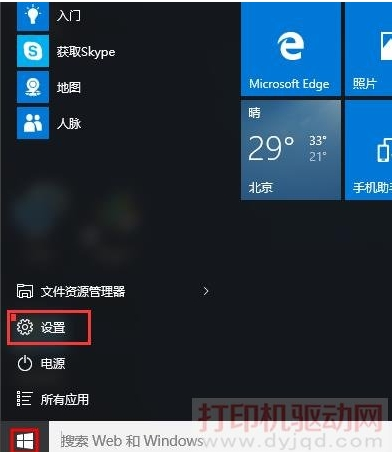 入门
获取Skype
地图
人脉
Microsoft Edge
照片
晴
29°
33°
21°
北京
手机助手
文件资源管理器
设置
电源
所有应用
搜索 Web 和 Windows
打印机驱动网
www.dyjqd.com